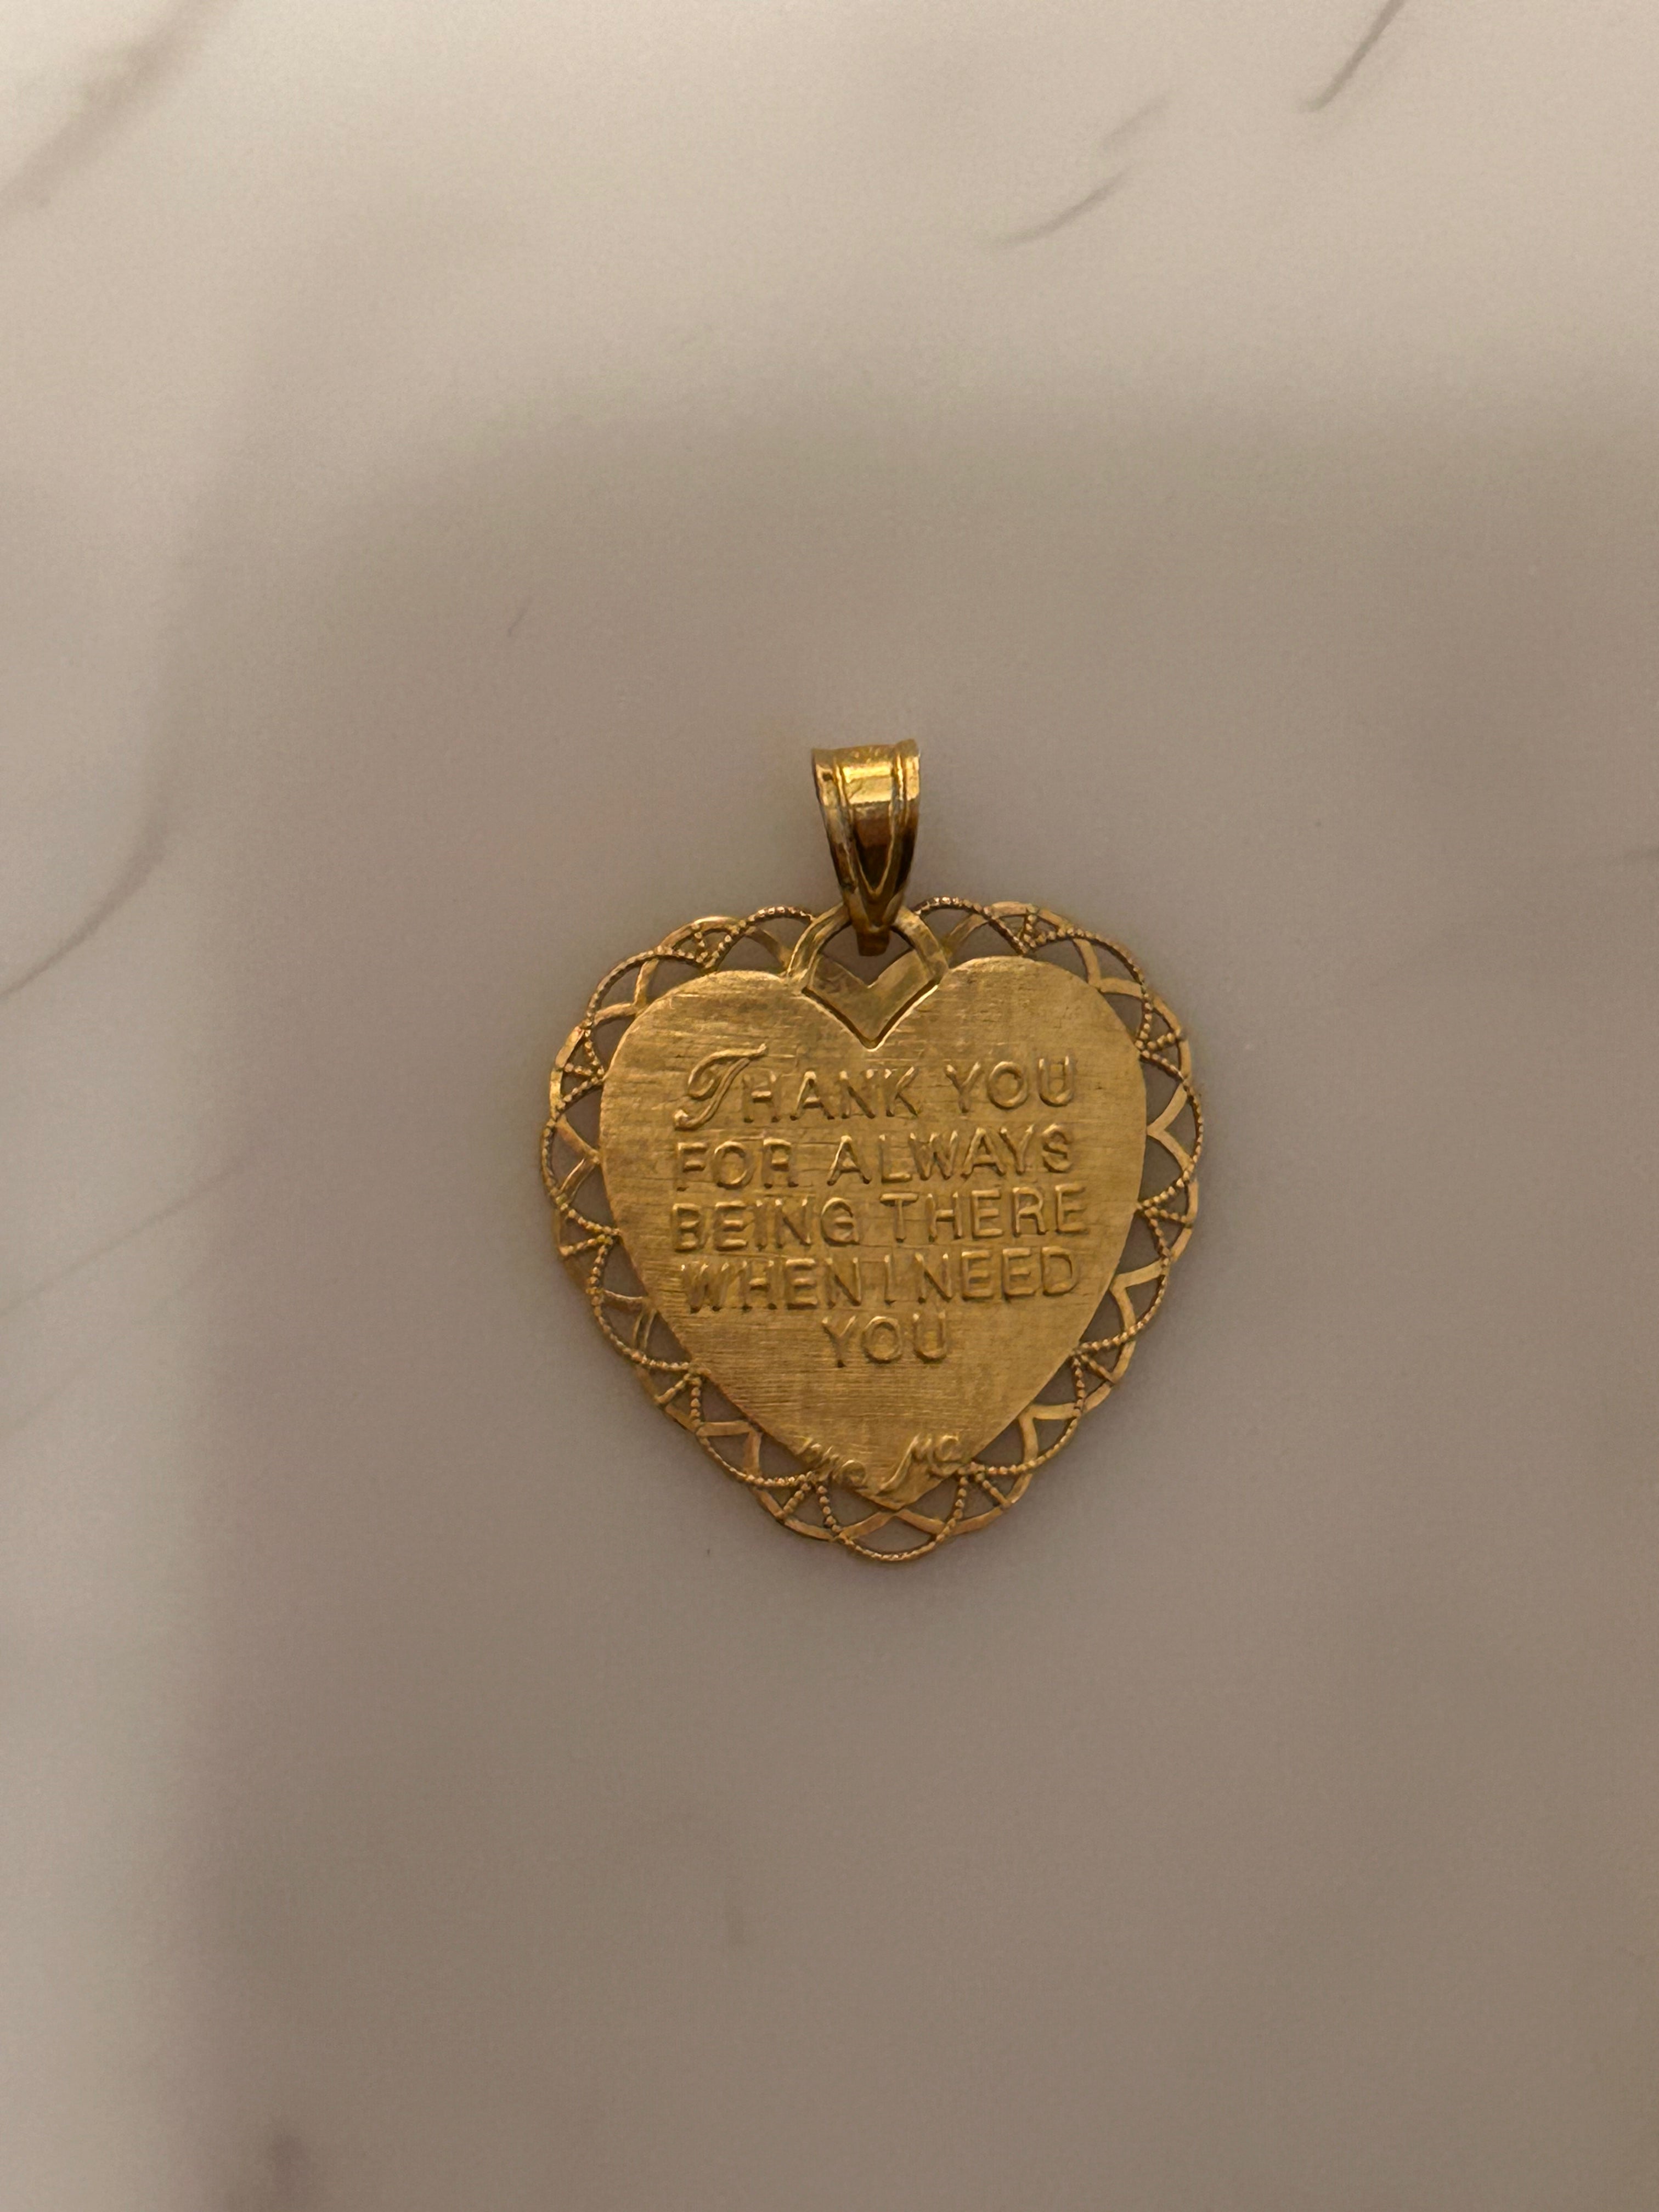 THANK YOU
FOR ALWAYS
BEING THERE
WHEN I NEED
YOU